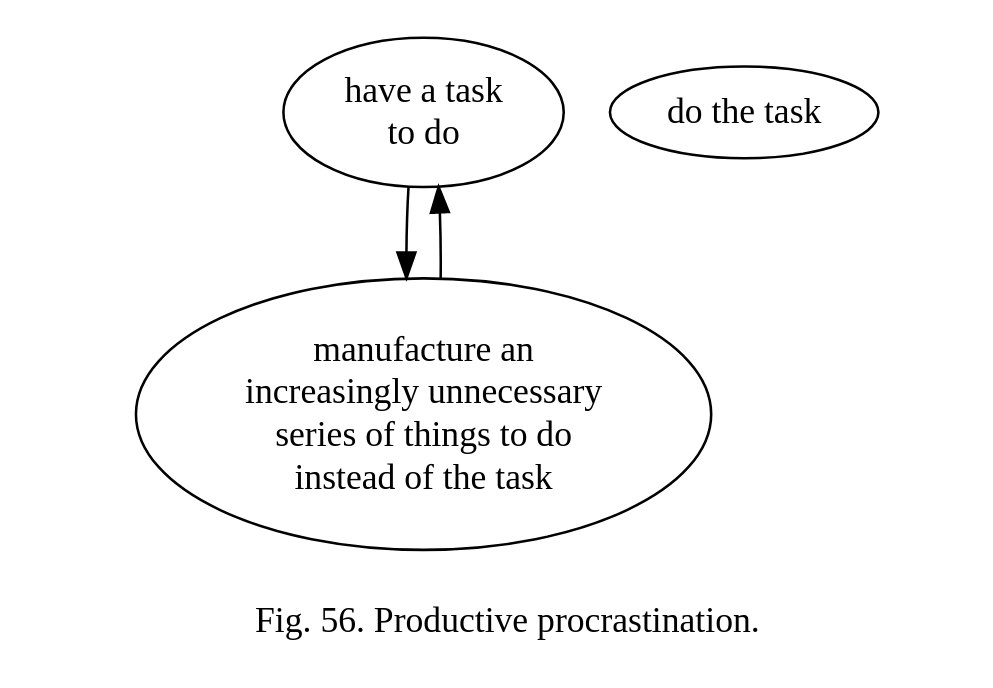 have a task
to do
do the task
manufacture an
increasingly unnecessary
series of things to do
instead of the task
Fig. 56. Productive procrastination.